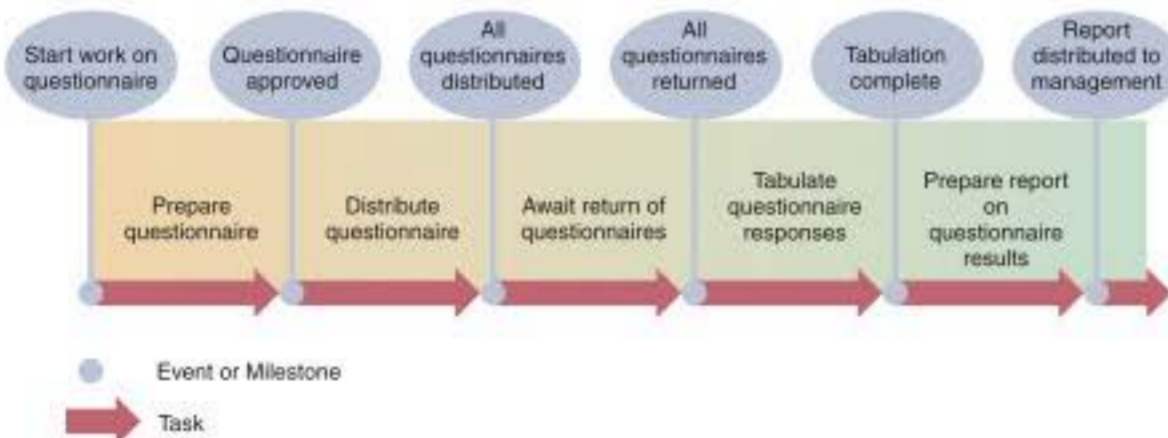 Start work on
questionnaire
Questionnaire
approved
All
questionnaires
distributed
All
questionnaires
returned
Tabulation
complete
Report
distributed to
management
Prepare
questionnaire
Distribute
questionnaire
Await return of
questionnaires
Tabulate
questionnaire
responses
Prepare report
on
questionnaire
results
Event or Milestone
Task